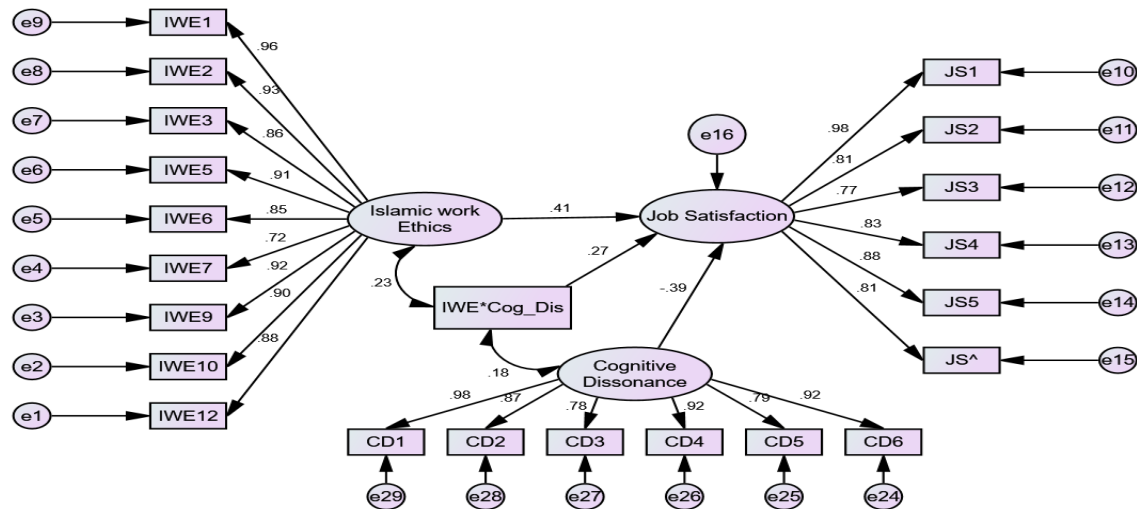 e9
IWE1
.96
e8
IWE2
.93
e7
IWE3
.86
e6
IWE5
.91
e5
IWE6
.85
e4
IWE7
.72
e3
IWE9
.92
e2
IWE10
.90
e1
IWE12
.88
Islamic work
Ethics
.41
.23
IWE*Cog_Dis
.27
.18
-.39
e16
Job Satisfaction
.98
JS1
e10
.81
JS2
e11
.77
JS3
e12
.83
JS4
e13
.88
JS5
e14
.81
JS^
e15
Cognitive
Dissonance
.98
.87
.78
.92
.79
.92
CD1
CD2
CD3
CD4
CD5
CD6
e29
e28
e27
e26
e25
e24